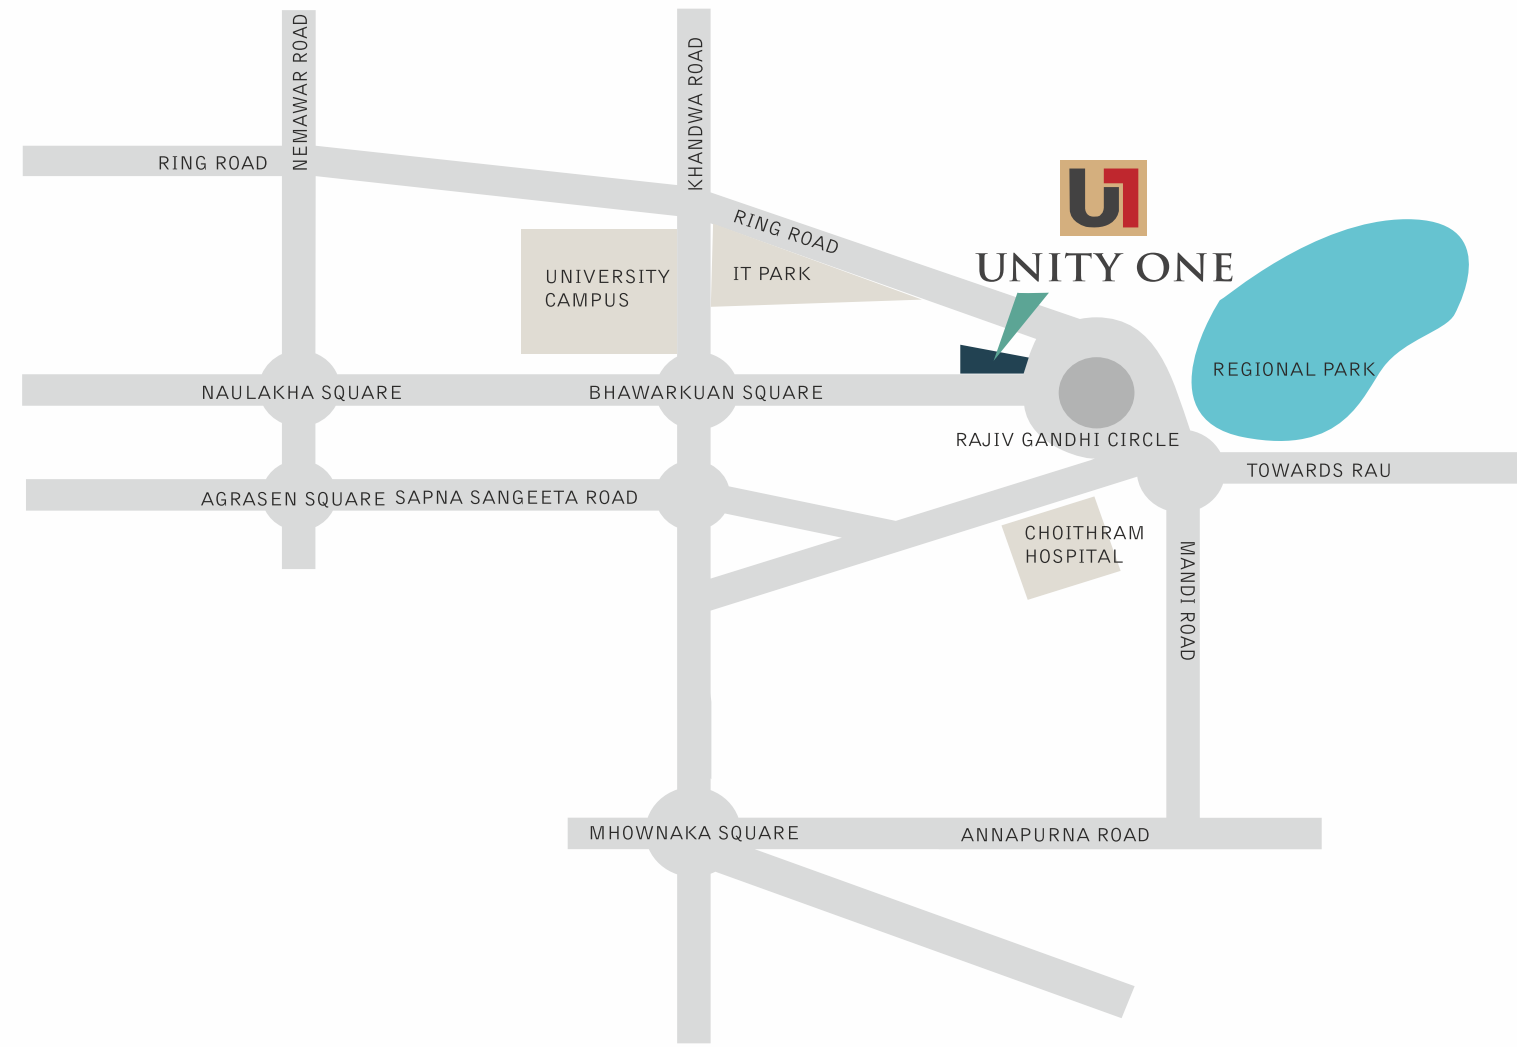 NEMAWAR ROAD
KHANDWA ROAD
RING ROAD
RING ROAD
U1
UNITY ONE
UNIVERSITY
CAMPUS
IT PARK
REGIONAL PARK
NAULAKHA SQUARE
BHAWARKUAN SQUARE
RAJIV GANDHI CIRCLE
TOWARDS RAU
AGRASEN SQUARE
SAPNA SANGEETA ROAD
CHOITHRAM
HOSPITAL
MANDI ROAD
MHOWNAKA SQUARE
ANNAPURNA ROAD